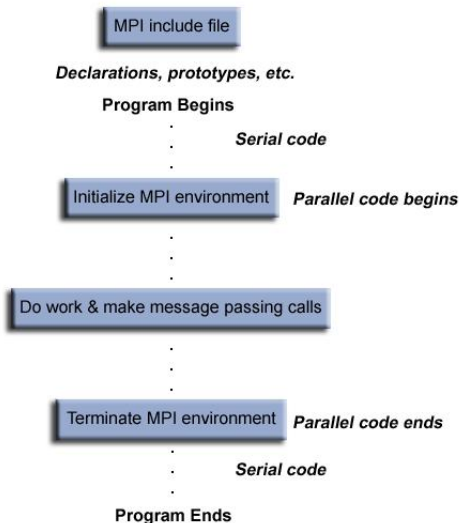 MPI include file
Declarations, prototypes, etc.
Program Begins
Serial code
Initialize MPI environment
Parallel code begins
Do work & make message passing calls
Terminate MPI environment
Parallel code ends
Serial code
Program Ends